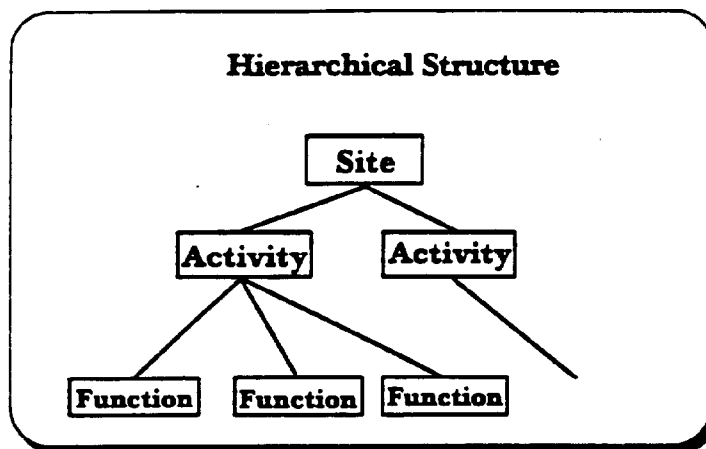 Hierarchical Structure
Site
Activity Activity
Function Function Function